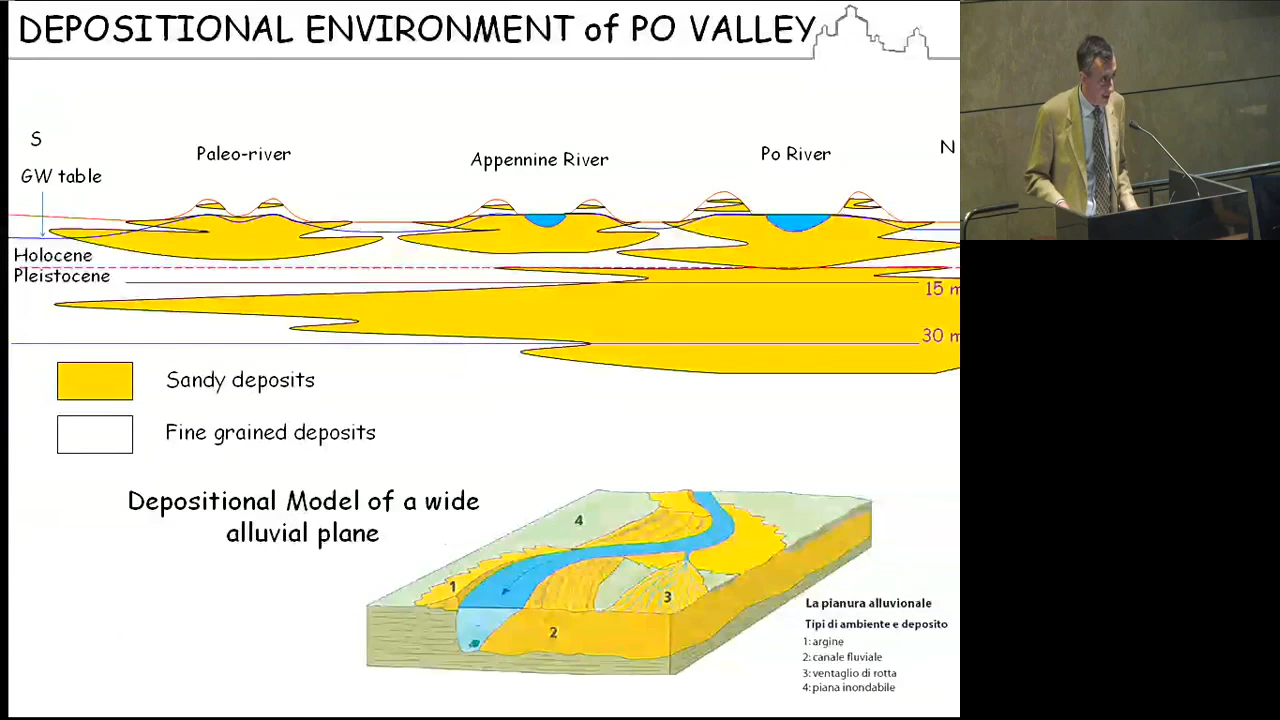 DEPOSITIONAL ENVIRONMENT of PO VALLEY
S
Paleo-river
Appennine River
Po River
N
GW table
Holocene
Pleistocene
15 m
30 m
Sandy deposits
Fine grained deposits
Depositional Model of a wide
alluvial plane
4
1
3
2
La pianura alluvionale
Tipi di ambiente e deposito
1: argine
2: canale fluviale
3: ventaglio di rotta
4: piana inondabile